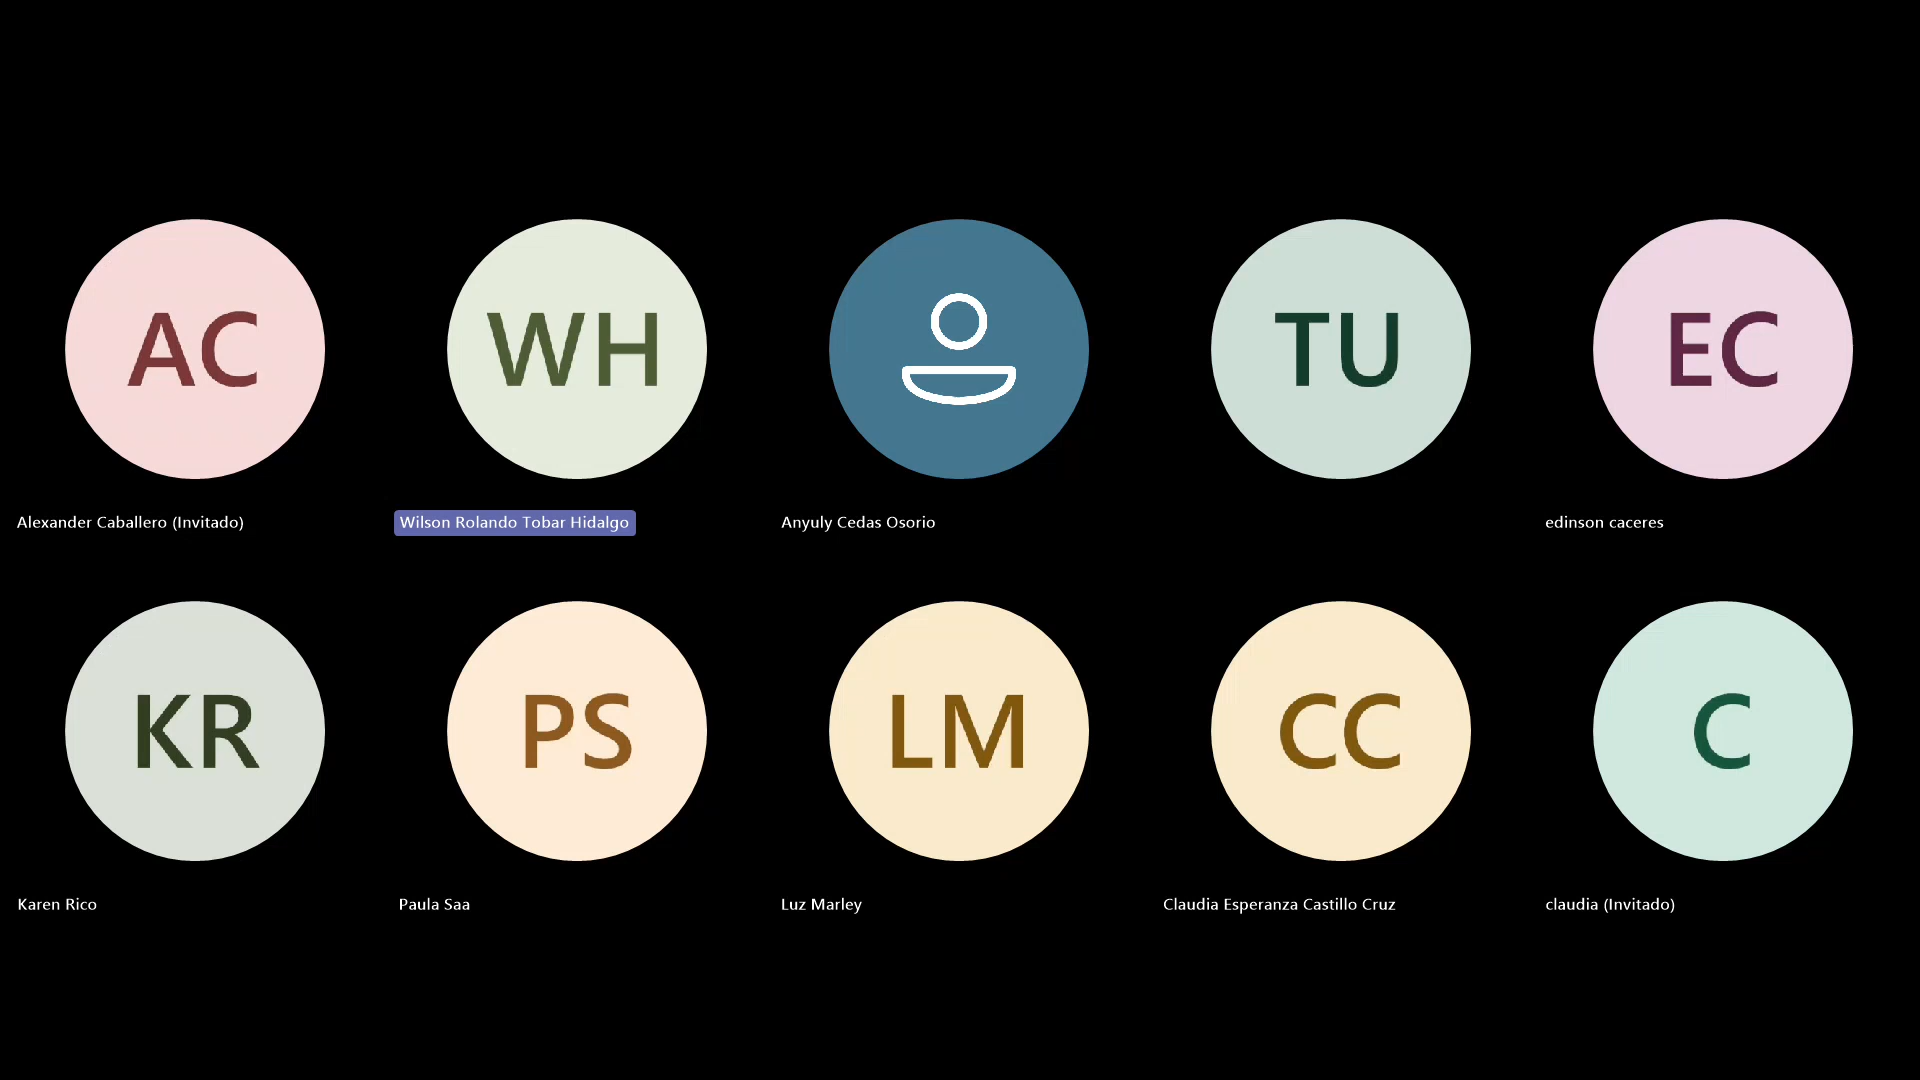 AC
WH
TU
EC
Alexander Caballero (Invitado)
Wilson Rolando Tobar Hidalgo
Anyuly Cedas Osorio
edinson caceres
KR
PS
LM
CC
C
Karen Rico
Paula Saa
Luz Marley
Claudia Esperanza Castillo Cruz
claudia (Invitado)